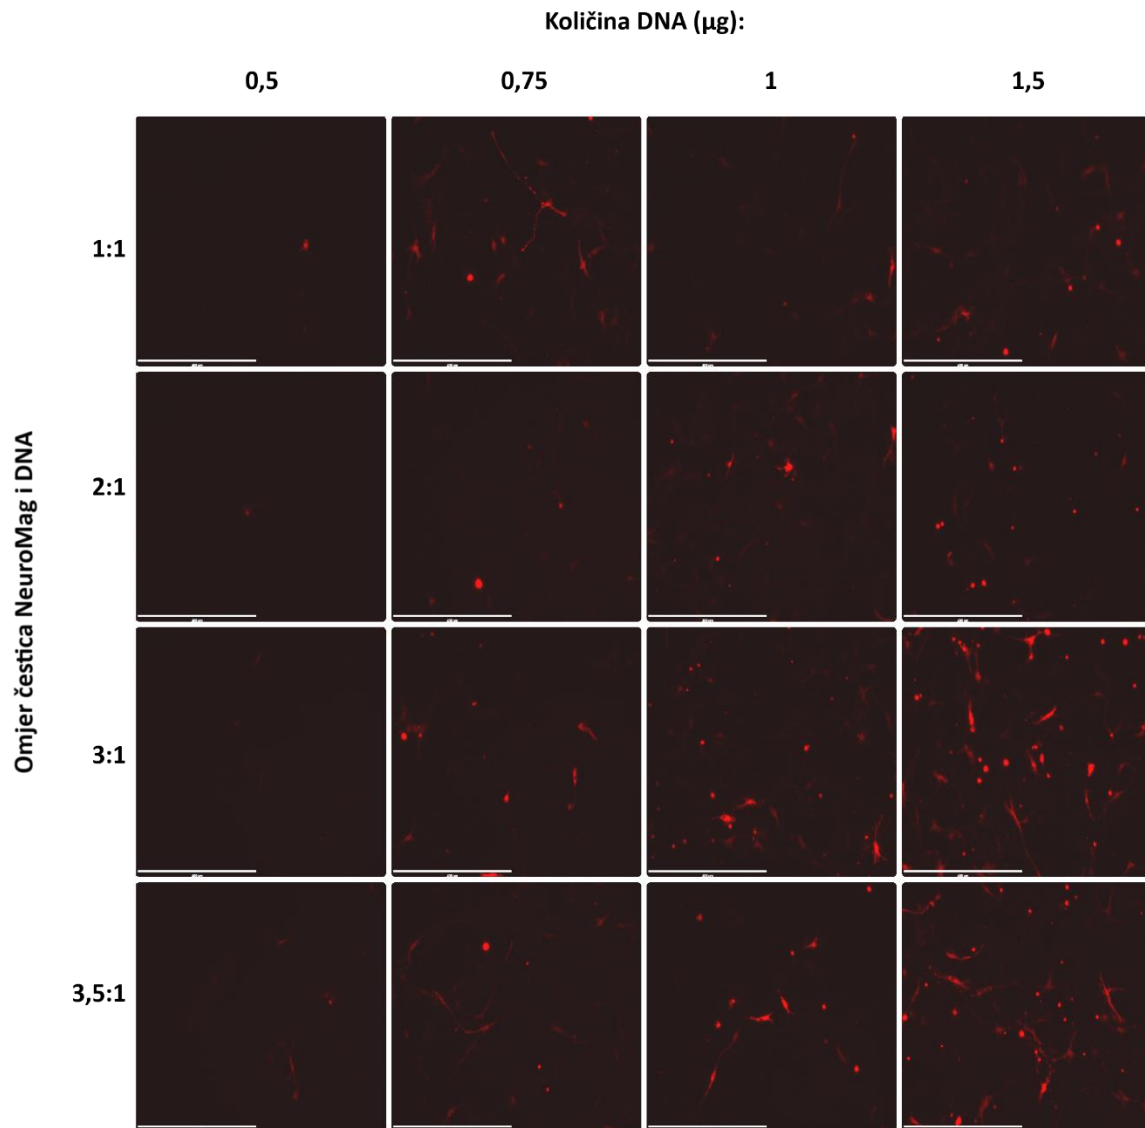 Količina DNA (µg):
0,5 0,75 1 1,5
Omjer čestica NeuroMag i DNA
1:1
2:1
3:1
3,5:1